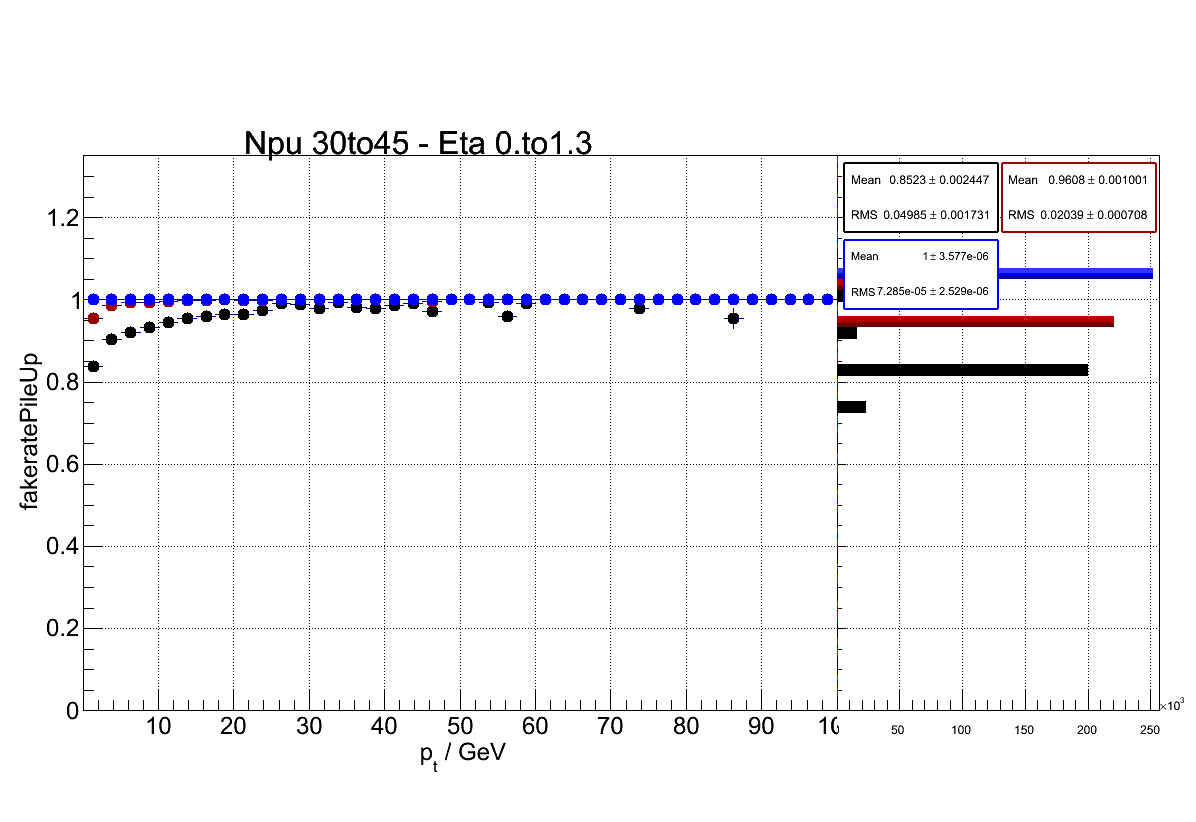 Npu 30to45 - Eta 0.to1.3
Mean 0.8523 ± 0.002447
RMS 0.04985 ± 0.001731
Mean 0.9608 ± 0.001001
RMS 0.02039 ± 0.000708
Mean 1 ± 3.577e-06
RMS 7.285e-05 ± 2.529e-06
fakeratePileUp
1.2
1
0.8
0.6
0.4
0.2
0
10 20 30 40 50 60 70 80 90 10
50 100 150 200 250
×10³
p_t / GeV